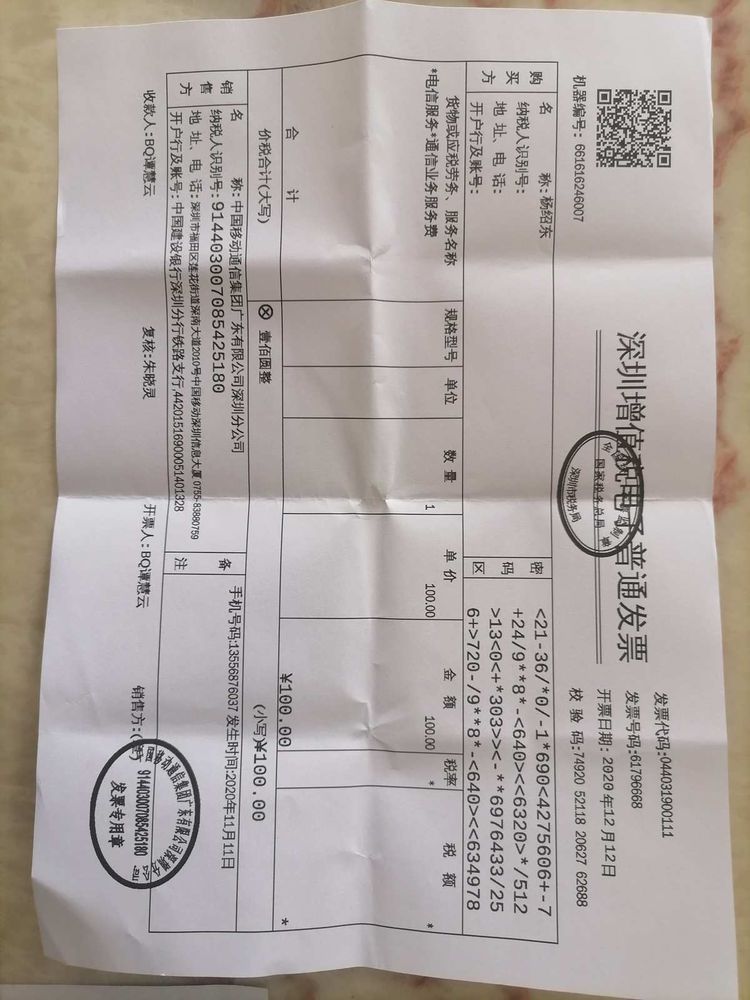 深圳增值税电子普通发票
全国统一发票监制章
国家税务总局
深圳市税务局
机器编号: 661616246007
发票代码:044031900111
发票号码:61796668
开票日期: 2020 年12 月12日
校 验 码:74920 52118 20627 62688
购买方
名 称:杨绍东
纳税人识别号:
地 址、电 话:
开户行及账号:
密码区
<21-36/*0/-1*690<4275606+-7
+24/9**8*-<640><<6320>*/512
>13<0<+*303>><-**6976433/25
6+>720-/9**8*-<640><<634978
货物或应税劳务、服务名称 规格型号 单位 数 量 单 价 金 额 税率 税 额
*电信服务*通信业务服务费 1 100.00 100.00 * *
合 计 ¥100.00 *
价税合计(大写) ⊗ 壹佰圆整 (小写)¥100.00
销售方
名 称:中国移动通信集团广东有限公司深圳分公司
纳税人识别号:914403007085425180
地 址、电 话:深圳市福田区莲花街道深南大道2010号中国移动深圳信息大厦 0755-83880759
开户行及账号:中国建设银行深圳分行铁路支行,44201516900051401328
备注
手机号码:13556876037 发生时间:2020年11月11日
收款人:BQ谭慧云 复核:朱晓灵 开票人:BQ谭慧云 销售方:(章)
中国移动通信集团广东有限公司深圳分公司
914403007085425180
发票专用章